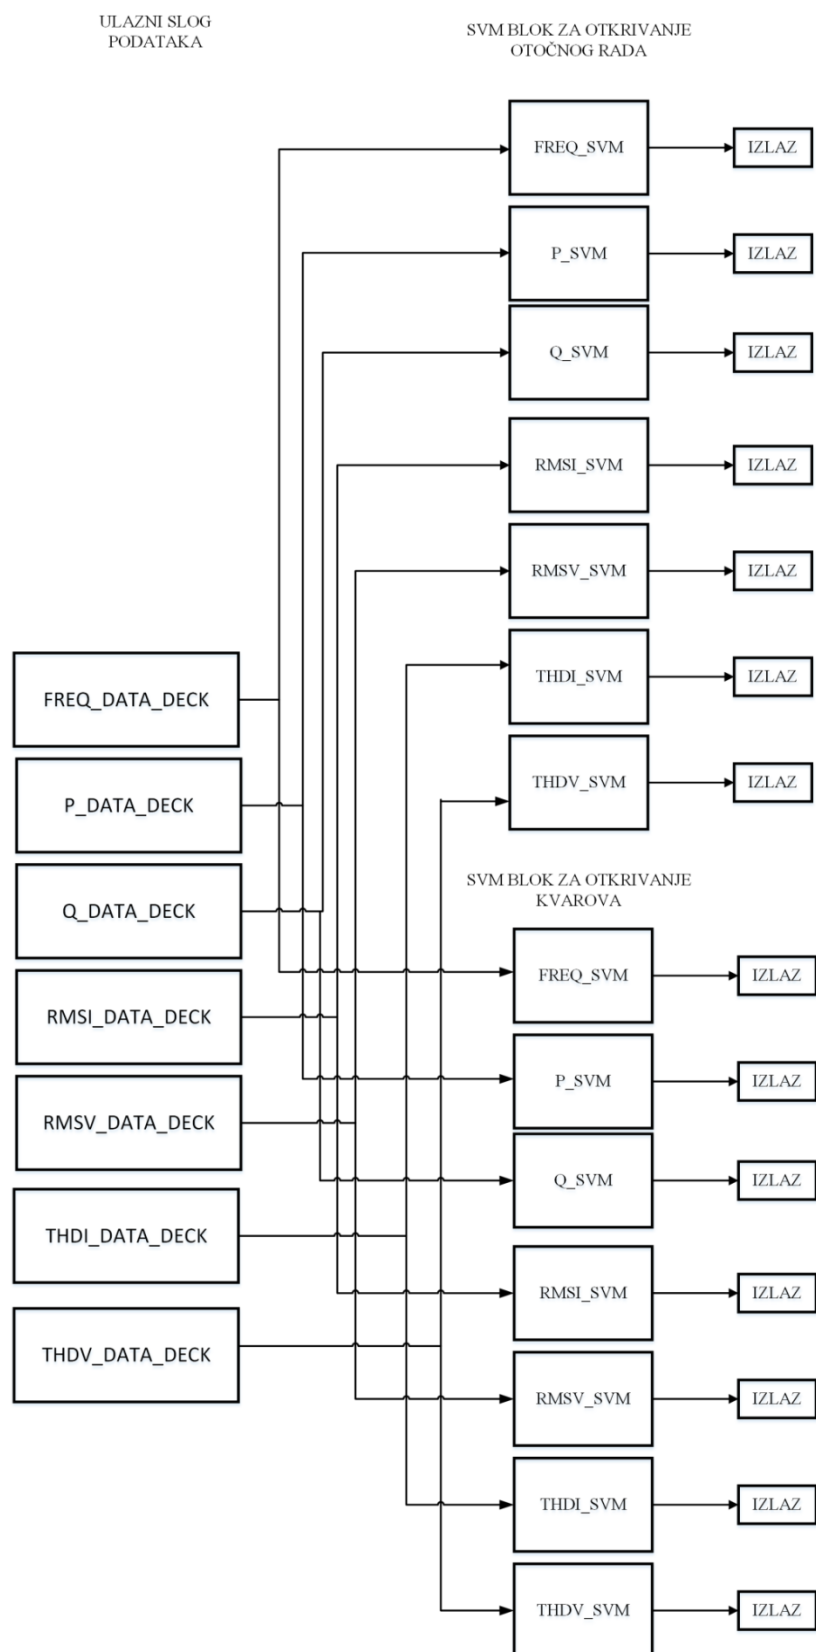 ULAZNI SLOG
PODATAKA
SVM BLOK ZA OTKRIVANJE
OTOČNOG RADA
FREQ_SVM
IZLAZ
P_SVM
IZLAZ
Q_SVM
IZLAZ
RMSI_SVM
IZLAZ
RMSV_SVM
IZLAZ
THDI_SVM
IZLAZ
THDV_SVM
IZLAZ
FREQ_DATA_DECK
P_DATA_DECK
Q_DATA_DECK
RMSI_DATA_DECK
RMSV_DATA_DECK
THDI_DATA_DECK
THDV_DATA_DECK
SVM BLOK ZA OTKRIVANJE
KVAROVA
FREQ_SVM
IZLAZ
P_SVM
IZLAZ
Q_SVM
IZLAZ
RMSI_SVM
IZLAZ
RMSV_SVM
IZLAZ
THDI_SVM
IZLAZ
THDV_SVM
IZLAZ